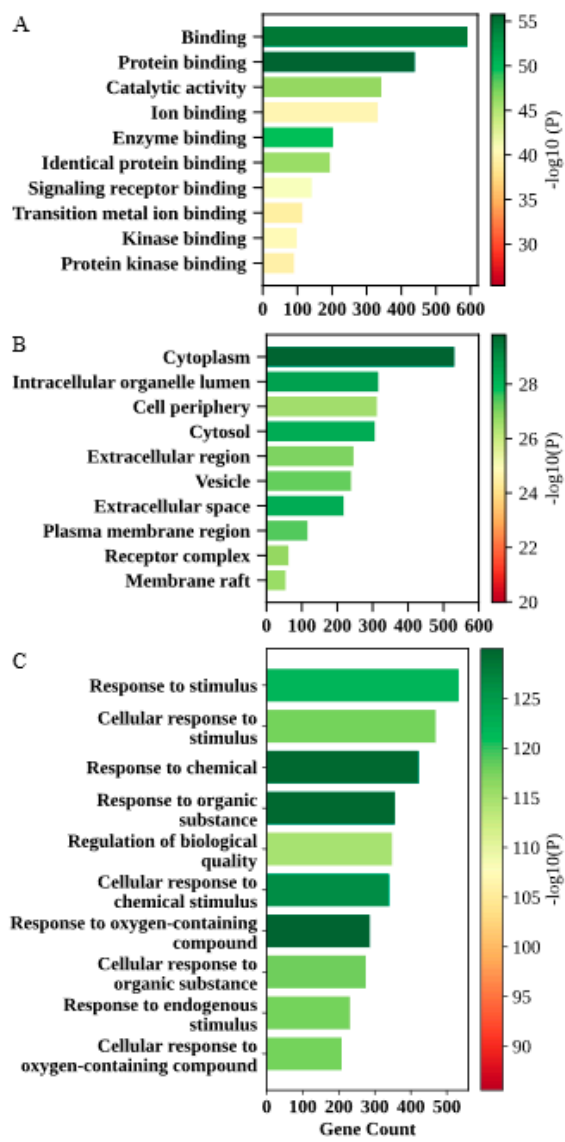 A
Binding
Protein binding
Catalytic activity
Ion binding
Enzyme binding
Identical protein binding
Signaling receptor binding
Transition metal ion binding
Kinase binding
Protein kinase binding
0 100 200 300 400 500 600
55
50
45
40
35
30
-log10 (P)
B
Cytoplasm
Intracellular organelle lumen
Cell periphery
Cytosol
Extracellular region
Vesicle
Extracellular space
Plasma membrane region
Receptor complex
Membrane raft
0 100 200 300 400 500 600
28
26
24
22
20
-log10(P)
C
Response to stimulus
Cellular response to
stimulus
Response to chemical
Response to organic
substance
Regulation of biological
quality
Cellular response to
chemical stimulus
Response to oxygen-containing
compound
Cellular response to
organic substance
Response to endogenous
stimulus
Cellular response to
oxygen-containing compound
0 100 200 300 400 500
Gene Count
125
120
115
110
105
100
95
90
-log10(P)